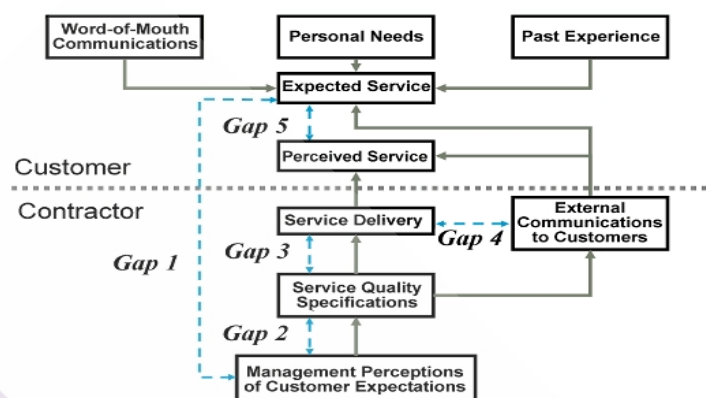 Word-of-Mouth
Communications
Personal Needs
Past Experience
Expected Service
Gap 5
Perceived Service
Customer
Contractor
Service Delivery
External
Communications
to Customers
Gap 4
Gap 3
Gap 1
Service Quality
Specifications
Gap 2
Management Perceptions
of Customer Expectations